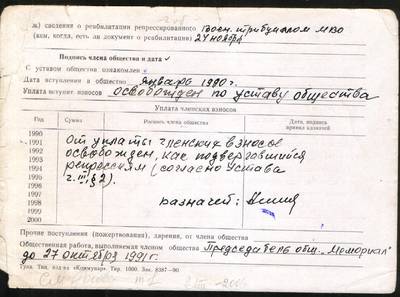 ж) сведения о реабилитации репрессированного Воен. трибуналом МВО
(кем, когда, есть ли документ о реабилитации) 24 ноября
Подпись члена общества и дата
С уставом общества ознакомлен
Дата вступления в общество январь 1990 г.
Уплата вступит. взносов освобожден по уставу общества
Уплата членских взносов
Год Сумма Роспись члена общества Дата, подпись приема казначей
1990
1991 От уплаты членских взносов
1992 освобожден, как подвергавшийся
1993
1994 репрессиям (согласно устава
1995 ч. III § 2).
1996
1997
1998 казначей:
1999
2000
Прочие поступления (пожертвования), дарения, от члена общества
Общественная работа, выполняемая членом общества Председатель общ. "Мемориал"
до 27 октября 1991 г.
Гука. Тип. изд-ва «Коммунар». Тир. 1000. Зак. 8387—90